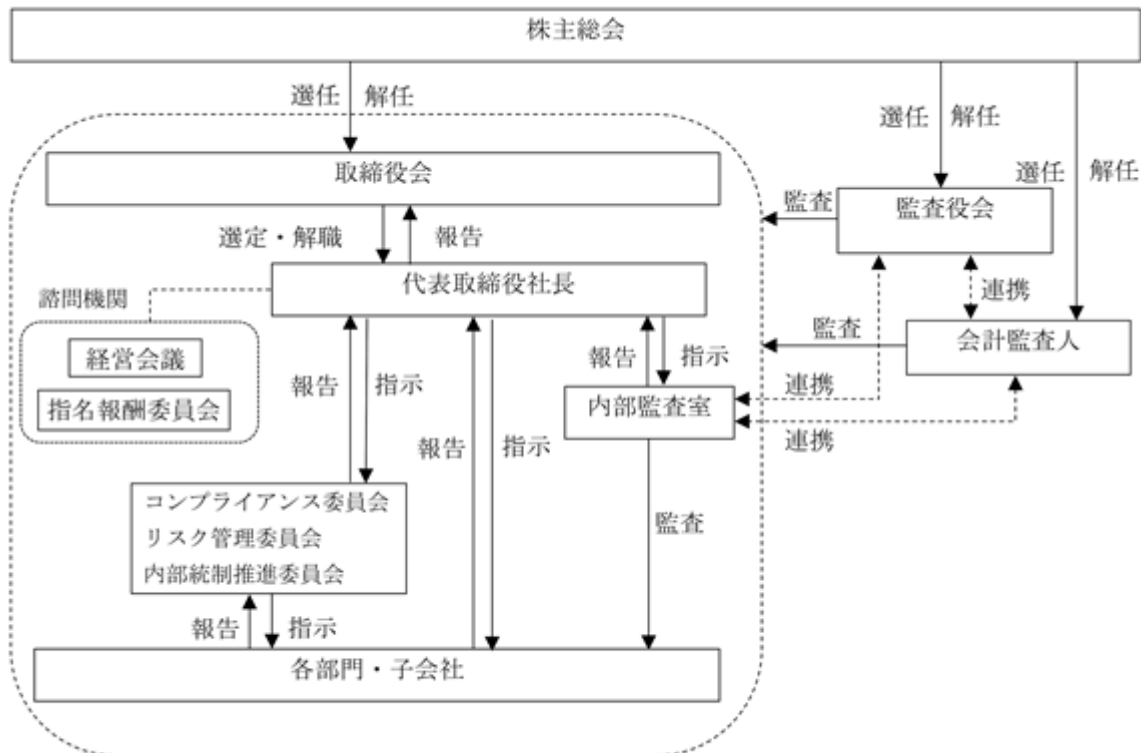 株主総会
選任 解任
選任 解任
選任 解任
取締役会
監査役会
監査
選定・解職 報告
代表取締役社長
連携
諮問機関
会計監査人
監査
経営会議
報告 指示
報告 指示
連携
指名報酬委員会
内部監査室
報告 指示
連携
コンプライアンス委員会
リスク管理委員会
内部統制推進委員会
監査
報告 指示
各部門・子会社